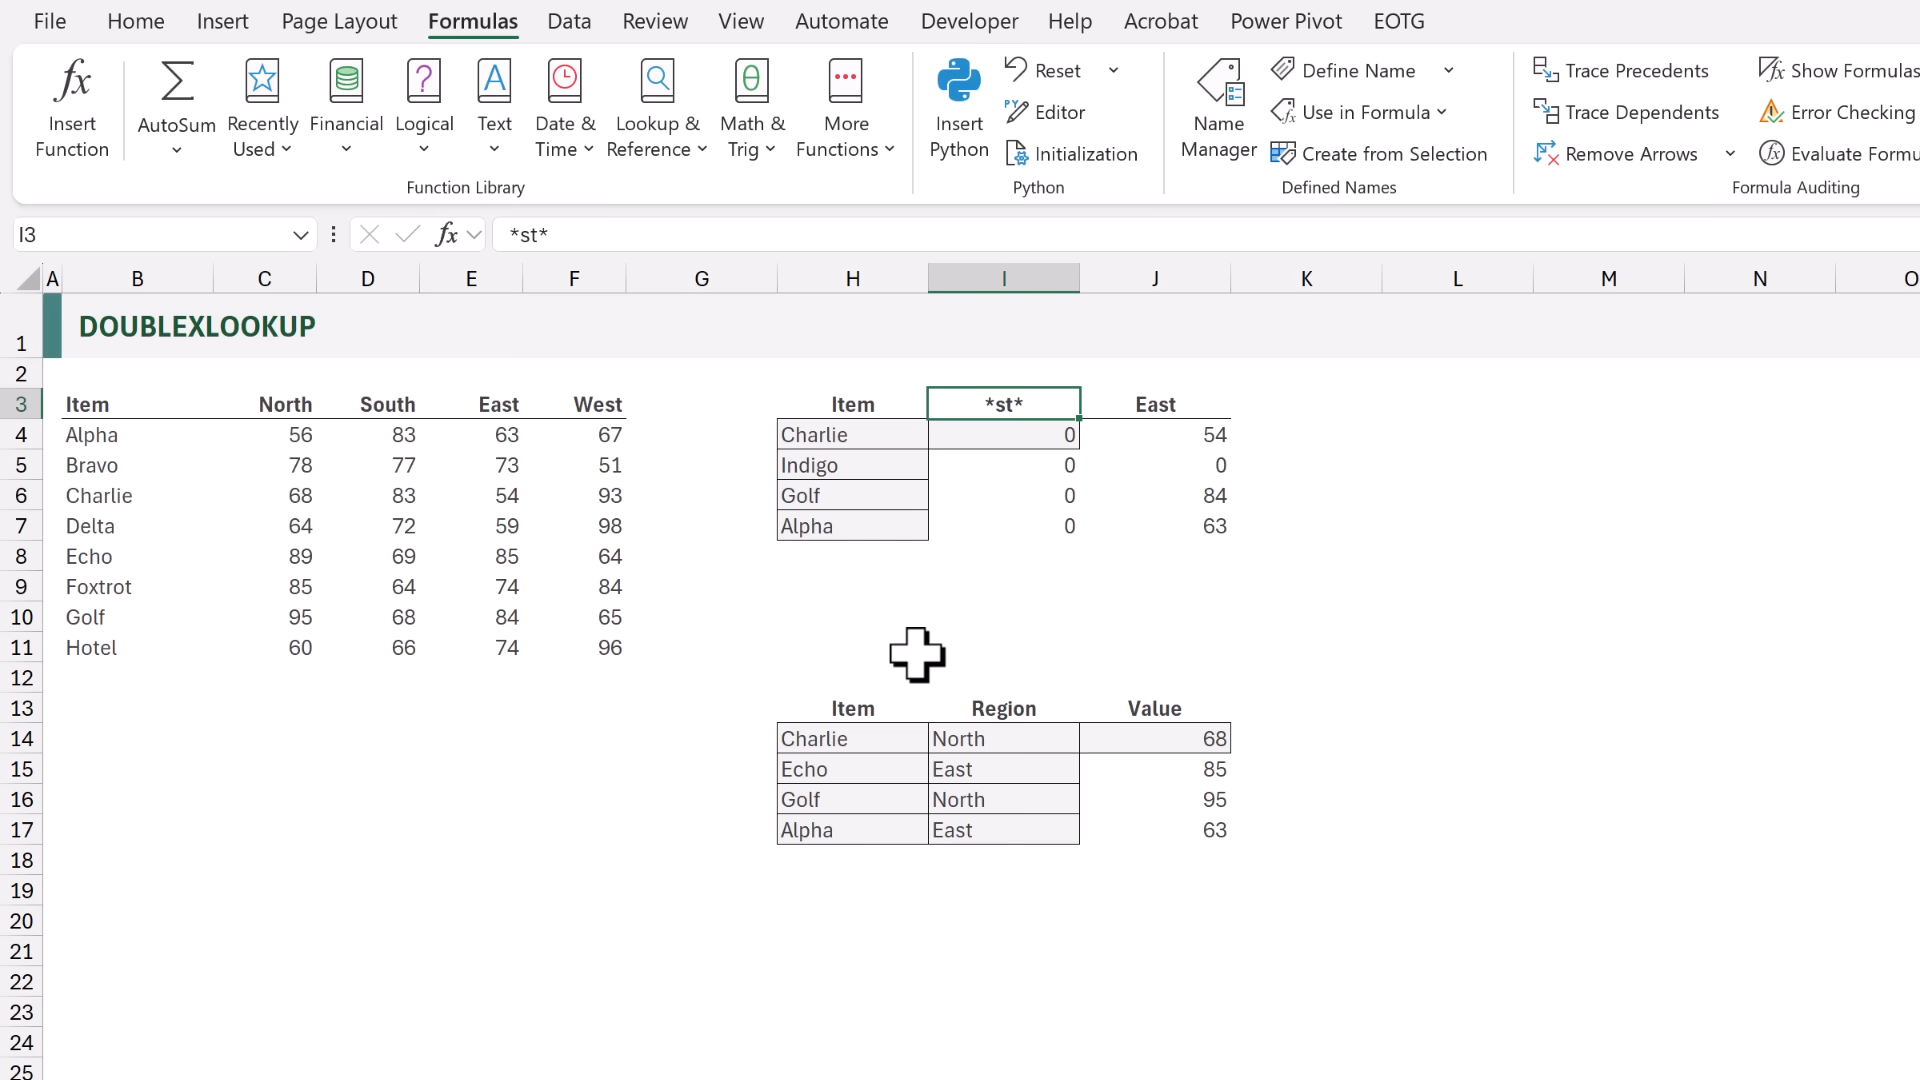 File Home Insert Page Layout Formulas Data Review View Automate Developer Help Acrobat Power Pivot EOTG
Insert Function
AutoSum
Recently Used
Financial
Logical
Text
Date & Time
Lookup & Reference
Math & Trig
More Functions
Function Library
Insert Python
Reset
Editor
Initialization
Python
Name Manager
Define Name
Use in Formula
Create from Selection
Defined Names
Trace Precedents
Trace Dependents
Remove Arrows
Show Formulas
Error Checking
Evaluate Formu
Formula Auditing
I3 fx *st*
A B C D E F G H I J K L M N O
1 DOUBLEXLOOKUP
2
3 Item North South East West Item *st* East
4 Alpha 56 83 63 67 Charlie 0 54
5 Bravo 78 77 73 51 Indigo 0 0
6 Charlie 68 83 54 93 Golf 0 84
7 Delta 64 72 59 98 Alpha 0 63
8 Echo 89 69 85 64
9 Foxtrot 85 64 74 84
10 Golf 95 68 84 65
11 Hotel 60 66 74 96
12
13 Item Region Value
14 Charlie North 68
15 Echo East 85
16 Golf North 95
17 Alpha East 63
18
19
20
21
22
23
24
25